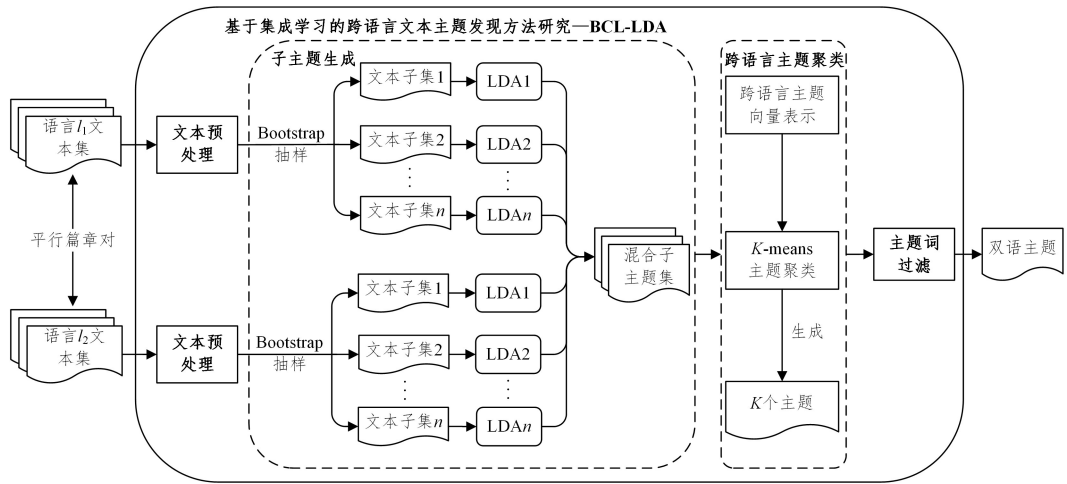 基于集成学习的跨语言文本主题发现方法研究—BCL-LDA
子主题生成
跨语言主题聚类
语言l₁文
本集
平行篇章对
语言l₂文
本集
文本预
处理
Bootstrap
抽样
文本子集1
LDA1
文本子集2
LDA2
⋮
⋮
文本子集n
LDAn
文本预
处理
Bootstrap
抽样
文本子集1
LDA1
文本子集2
LDA2
⋮
⋮
文本子集n
LDAn
混合子
主题集
跨语言主题
向量表示
K-means
主题聚类
生成
K个主题
主题词
过滤
双语主题